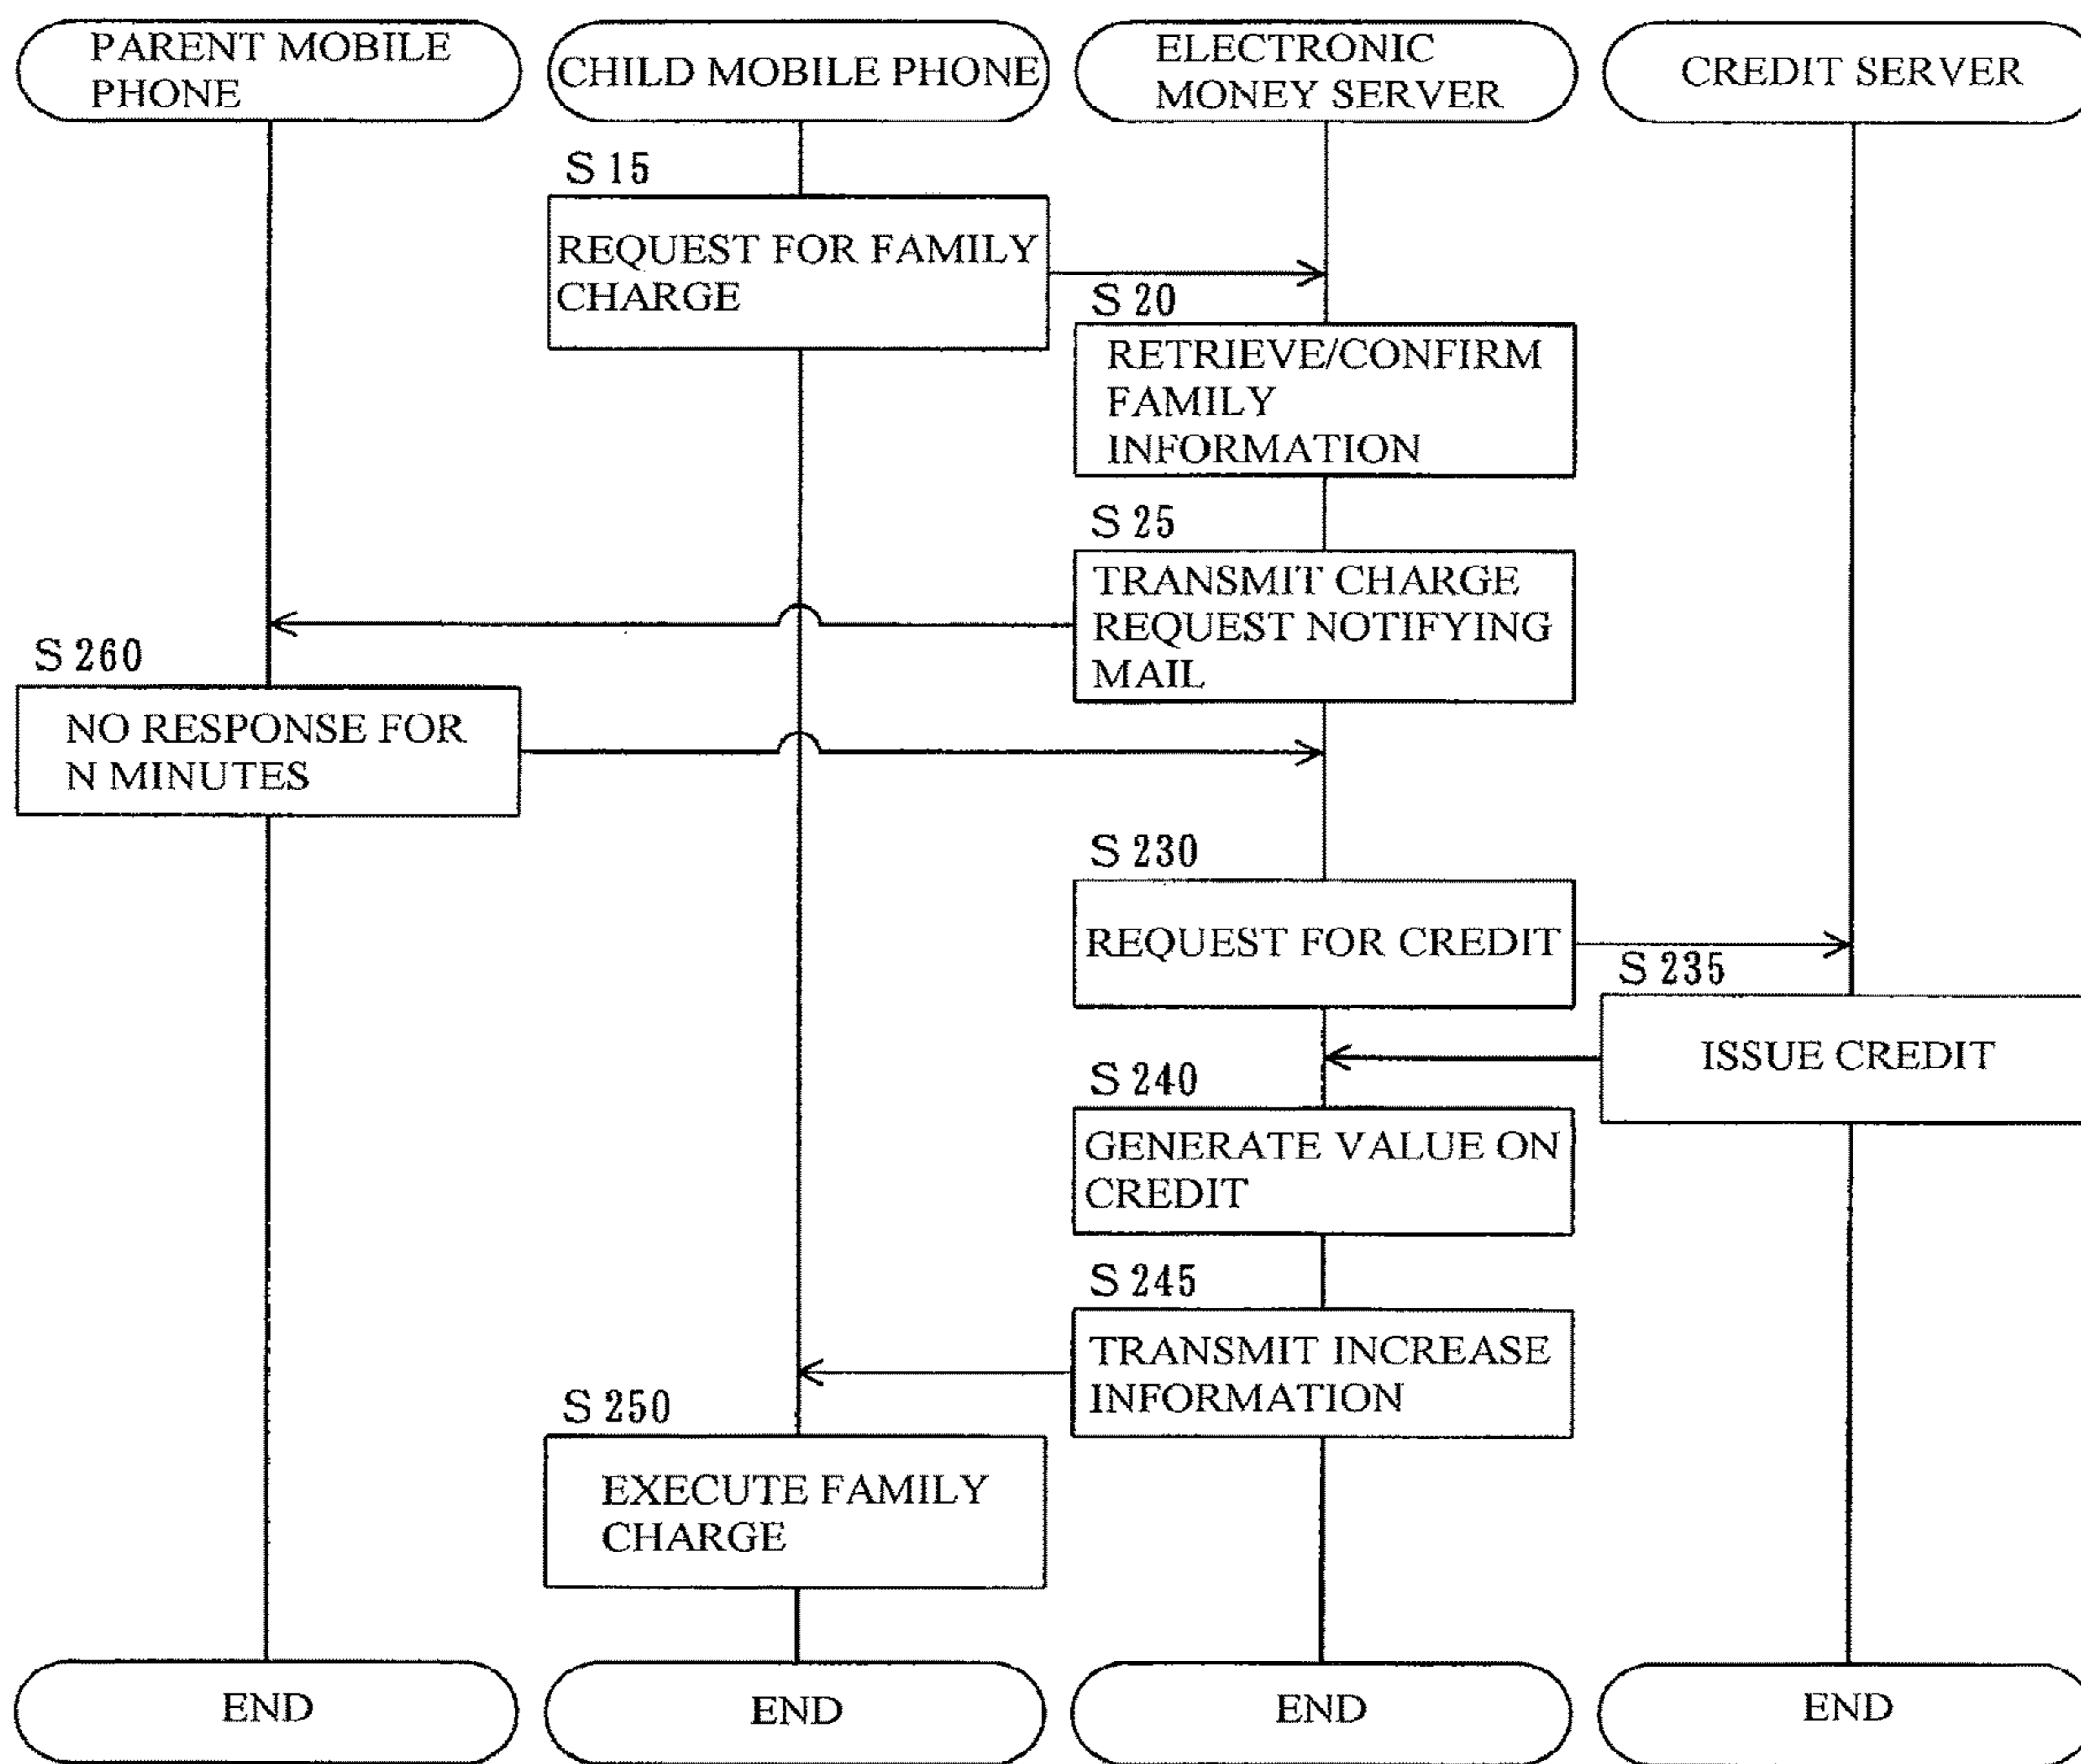 PARENT MOBILE
PHONE
CHILD MOBILE PHONE
ELECTRONIC
MONEY SERVER
CREDIT SERVER
S 15
REQUEST FOR FAMILY
CHARGE
S 20
RETRIEVE/CONFIRM
FAMILY
INFORMATION
S 25
TRANSMIT CHARGE
REQUEST NOTIFYING
MAIL
S 260
NO RESPONSE FOR
N MINUTES
S 230
REQUEST FOR CREDIT
S 235
ISSUE CREDIT
S 240
GENERATE VALUE ON
CREDIT
S 245
TRANSMIT INCREASE
INFORMATION
S 250
EXECUTE FAMILY
CHARGE
END
END
END
END